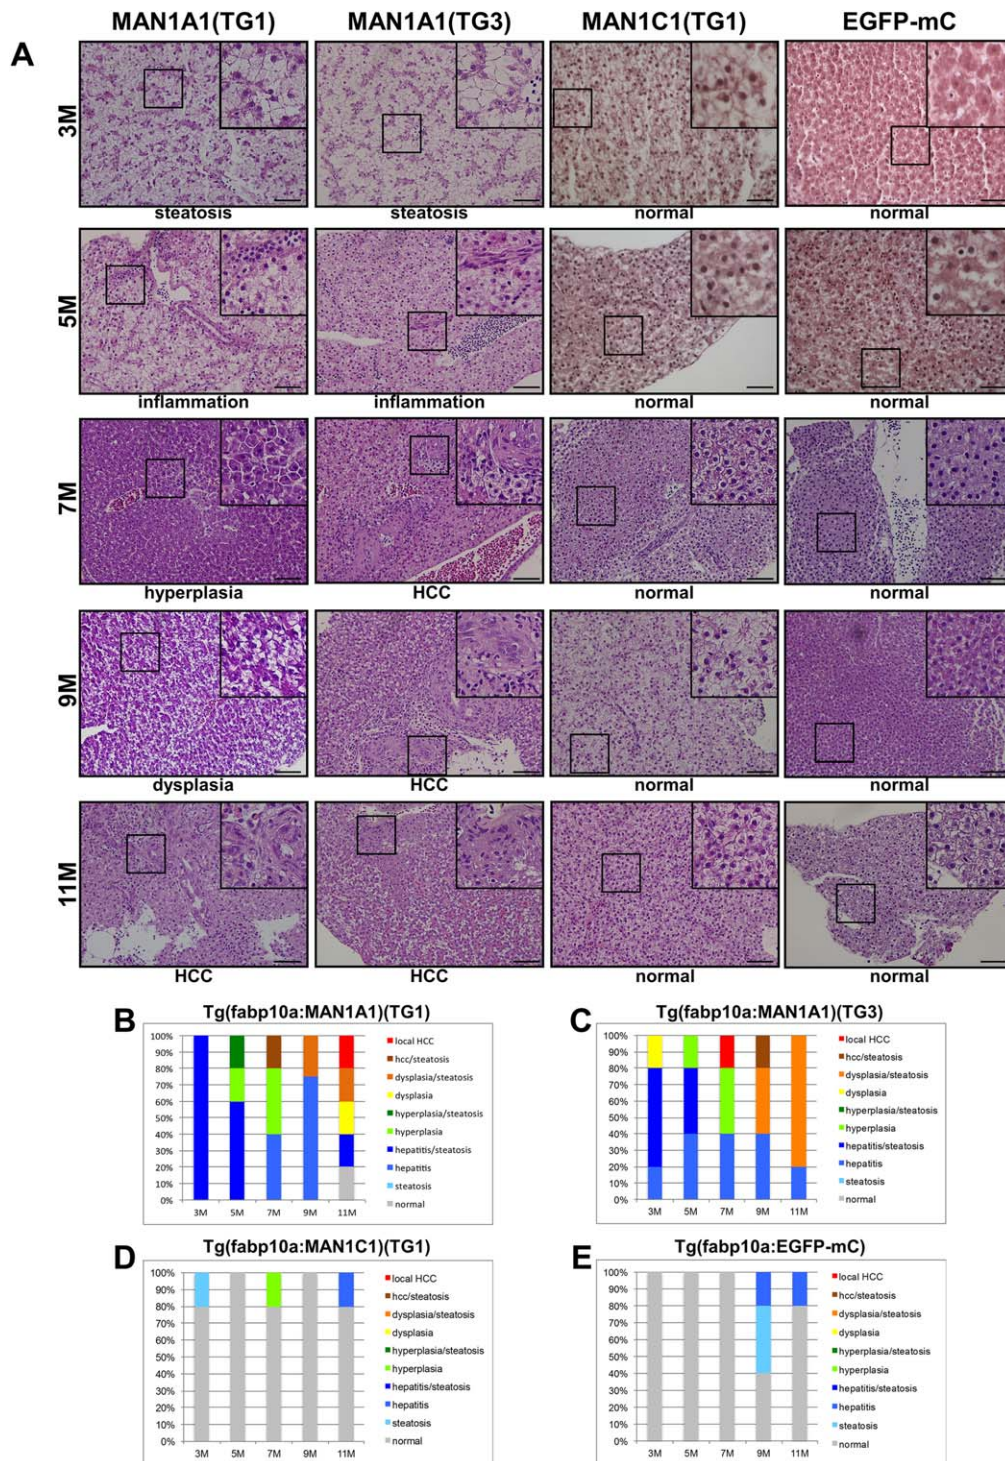 MAN1A1(TG1) MAN1A1(TG3) MAN1C1(TG1) EGFP-mC
A
3M
steatosis steatosis normal normal
5M
inflammation inflammation normal normal
7M
hyperplasia HCC normal normal
9M
dysplasia HCC normal normal
11M
HCC HCC normal normal
B Tg(fabp10a:MAN1A1)(TG1)
100%
90%
80%
70%
60%
50%
40%
30%
20%
10%
0%
3M 5M 7M 9M 11M
local HCC
hcc/steatosis
dysplasia/steatosis
dysplasia
hyperplasia/steatosis
hyperplasia
hepatitis/steatosis
hepatitis
steatosis
normal
C Tg(fabp10a:MAN1A1)(TG3)
100%
90%
80%
70%
60%
50%
40%
30%
20%
10%
0%
3M 5M 7M 9M 11M
local HCC
hcc/steatosis
dysplasia/steatosis
dysplasia
hyperplasia/steatosis
hyperplasia
hepatitis/steatosis
hepatitis
steatosis
normal
D Tg(fabp10a:MAN1C1)(TG1)
100%
90%
80%
70%
60%
50%
40%
30%
20%
10%
0%
3M 5M 7M 9M 11M
local HCC
hcc/steatosis
dysplasia/steatosis
dysplasia
hyperplasia/steatosis
hyperplasia
hepatitis/steatosis
hepatitis
steatosis
normal
E Tg(fabp10a:EGFP-mC)
100%
90%
80%
70%
60%
50%
40%
30%
20%
10%
0%
3M 5M 7M 9M 11M
local HCC
hcc/steatosis
dysplasia/steatosis
dysplasia
hyperplasia/steatosis
hyperplasia
hepatitis/steatosis
hepatitis
steatosis
normal